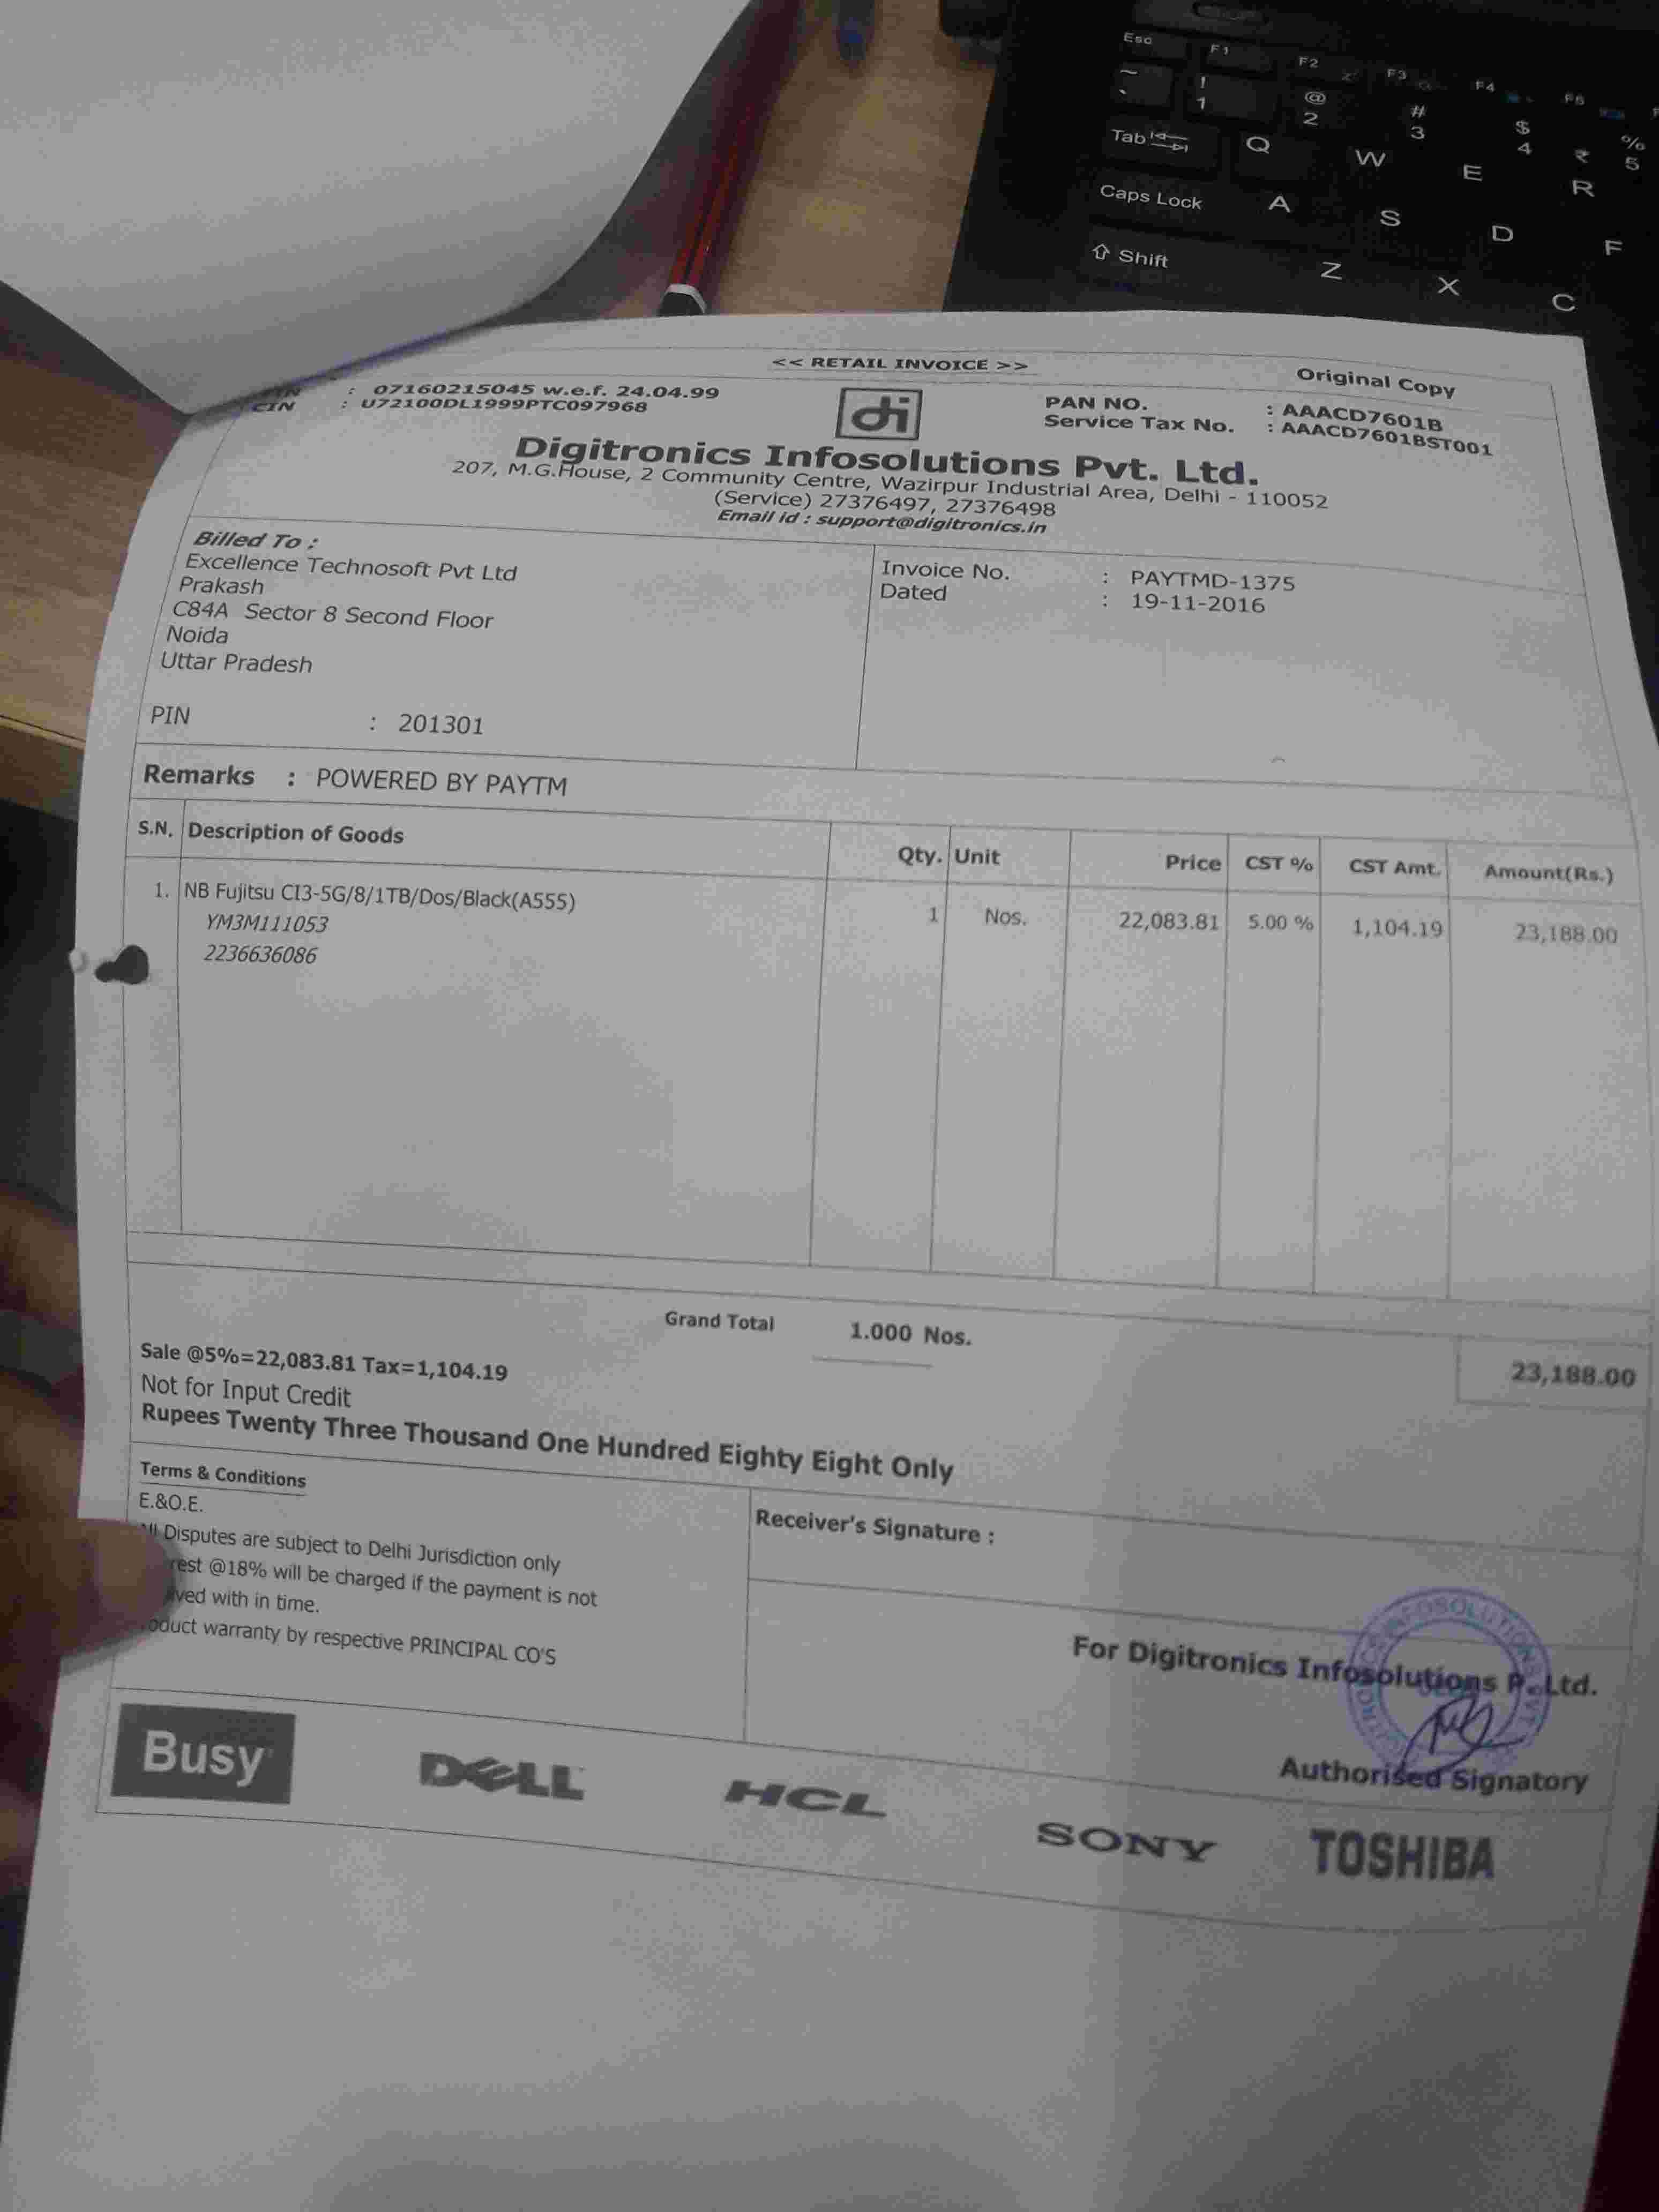 Esc F1 F2 F3 F4 F5
~ ! @ # $ %
` 1 2 3 4 ₹ 5
Tab Q W E R
Caps Lock A S D F
Shift Z X C
<< RETAIL INVOICE >>
Original Copy
: 07160215045 w.e.f. 24.04.99
CIN : U72100DL1999PTC097968
di
PAN NO. : AAACD7601B
Service Tax No. : AAACD7601BST001
Digitronics Infosolutions Pvt. Ltd.
207, M.G.House, 2 Community Centre, Wazirpur Industrial Area, Delhi - 110052
(Service) 27376497, 27376498
Email id : support@digitronics.in
Billed To :
Excellence Technosoft Pvt Ltd
Prakash
C84A Sector 8 Second Floor
Noida
Uttar Pradesh
PIN : 201301
Invoice No. : PAYTMD-1375
Dated : 19-11-2016
Remarks : POWERED BY PAYTM
S.N. Description of Goods Qty. Unit Price CST % CST Amt. Amount(Rs.)
1. NB Fujitsu CI3-5G/8/1TB/Dos/Black(A555) 1 Nos. 22,083.81 5.00 % 1,104.19 23,188.00
YM3M111053
2236636086
Grand Total 1.000 Nos. 23,188.00
Sale @5%=22,083.81 Tax=1,104.19
Not for Input Credit
Rupees Twenty Three Thousand One Hundred Eighty Eight Only
Terms & Conditions
E.&O.E.
Disputes are subject to Delhi Jurisdiction only
@18% will be charged if the payment is not
with in time.
warranty by respective PRINCIPAL CO'S
Receiver's Signature :
For Digitronics Infosolutions P. Ltd.
Authorised Signatory
Busy DELL HCL SONY TOSHIBA